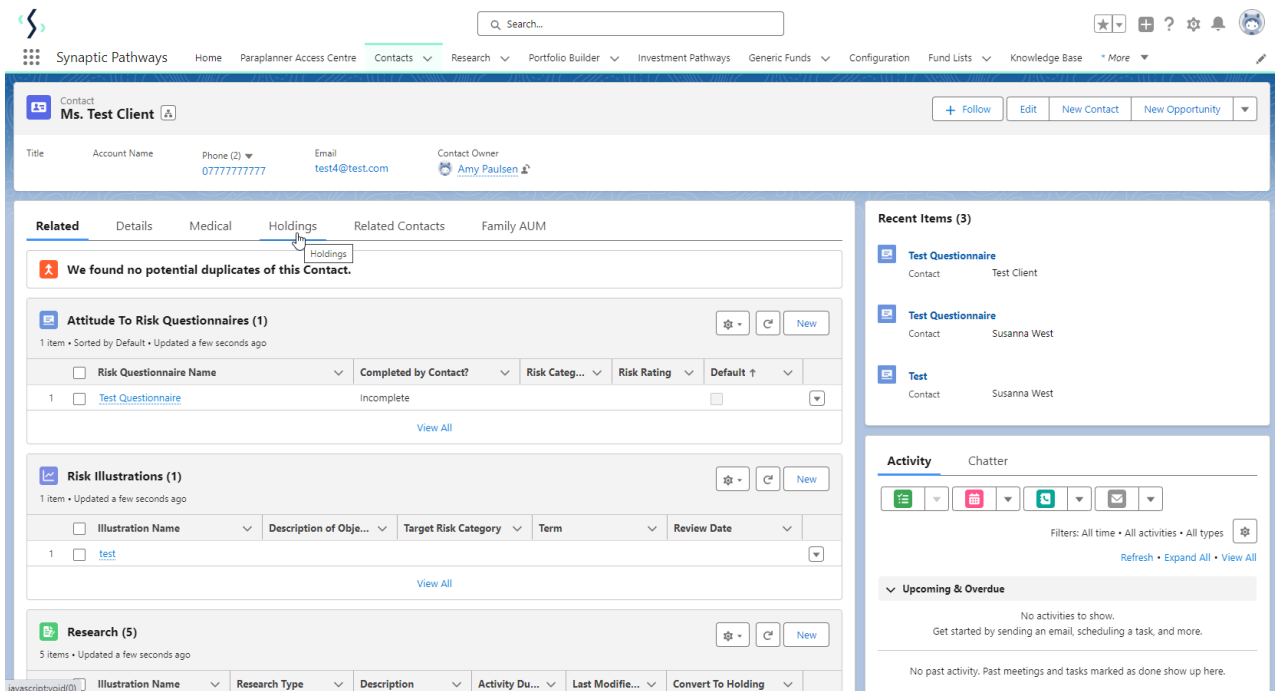 Search...
Synaptic Pathways Home Paraplanner Access Centre Contacts Research Portfolio Builder Investment Pathways Generic Funds Configuration Fund Lists Knowledge Base * More
Contact
Ms. Test Client
+ Follow Edit New Contact New Opportunity
Title Account Name Phone (2) Email Contact Owner
07777777777 test4@test.com Amy Paulsen
Related Details Medical Holdings Related Contacts Family AUM
Holdings
We found no potential duplicates of this Contact.
Attitude To Risk Questionnaires (1)
New
1 item • Sorted by Default • Updated a few seconds ago
Risk Questionnaire Name Completed by Contact? Risk Categ... Risk Rating Default ↑
1 Test Questionnaire Incomplete
View All
Risk Illustrations (1)
New
1 item • Updated a few seconds ago
Illustration Name Description of Obje... Target Risk Category Term Review Date
1 test
View All
Research (5)
New
5 items • Updated a few seconds ago
Illustration Name Research Type Description Activity Du... Last Modifie... Convert To Holding
javascript:void(0)
Recent Items (3)
Test Questionnaire
Contact Test Client
Test Questionnaire
Contact Susanna West
Test
Contact Susanna West
Activity Chatter
Filters: All time • All activities • All types
Refresh • Expand All • View All
Upcoming & Overdue
No activities to show.
Get started by sending an email, scheduling a task, and more.
No past activity. Past meetings and tasks marked as done show up here.